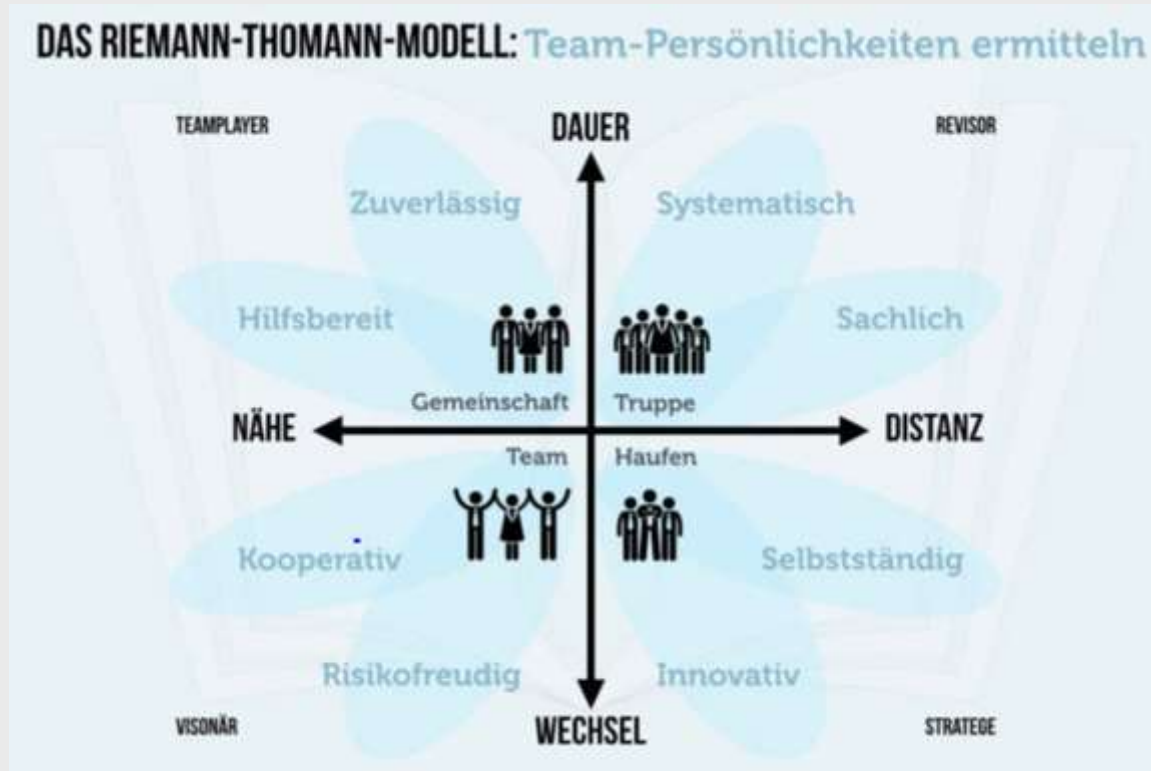 DAS RIEMANN-THOMANN-MODELL: Team-Persönlichkeiten ermitteln
TEAMPLAYER
DAUER
REVISOR
Zuverlässig
Systematisch
Hilfsbereit
Sachlich
Gemeinschaft
Truppe
NÄHE
DISTANZ
Team
Haufen
Kooperativ
Selbstständig
Risikofreudig
Innovativ
VISONÄR
WECHSEL
STRATEGE